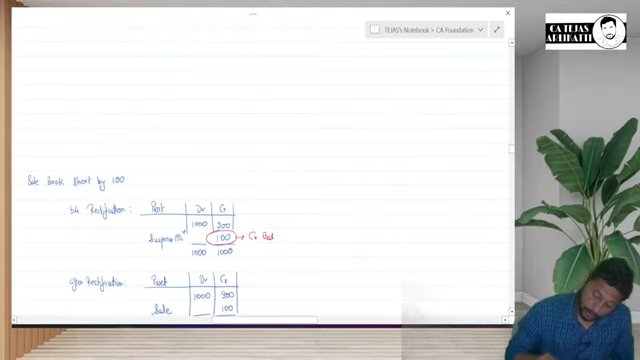 TEJAS's Notebook > CA Foundation
CA TEJAS
ARLIKATTI
Sale Book Short by 100
b4 Rectification:
Part Dr Cr
1000 900
Suspense A/c 100 → Cr Bal
1000 1000
after Rectification:
Part Dr Cr
1000 900
Sale 100